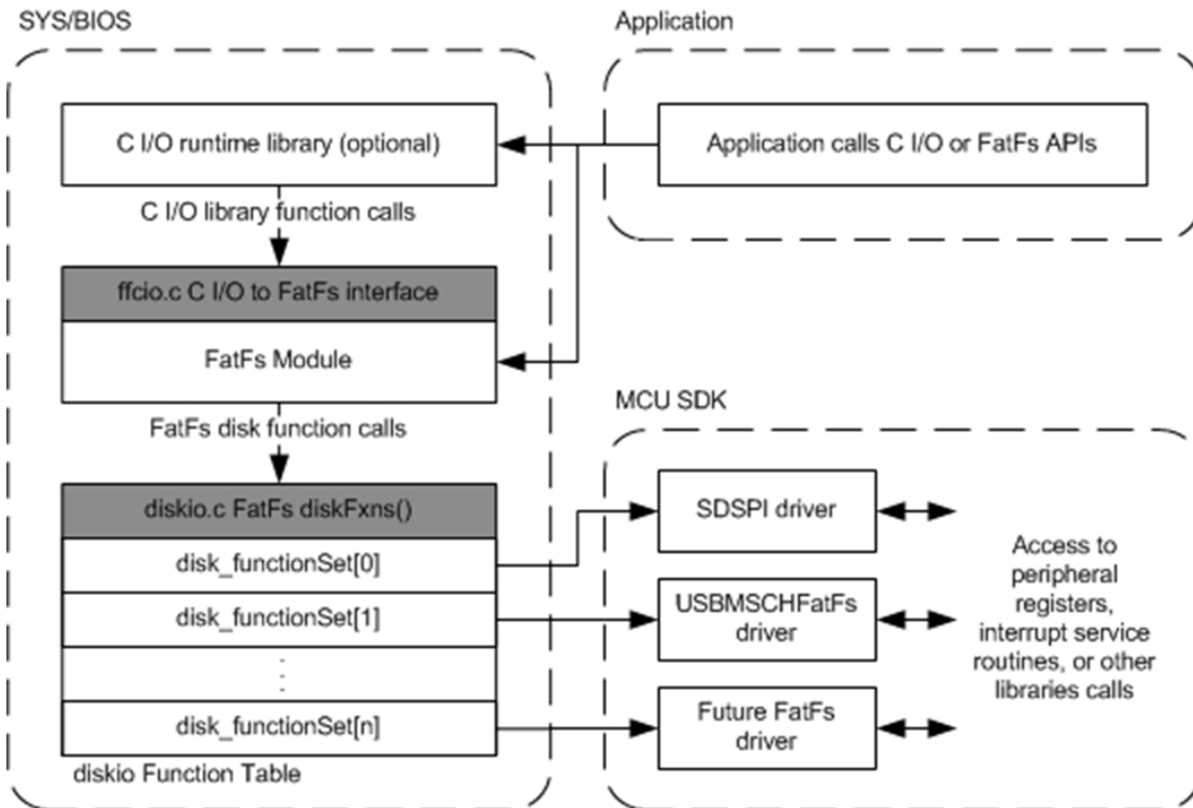 SYS/BIOS
C I/O runtime library (optional)
C I/O library function calls
ffcio.c C I/O to FatFs interface
FatFs Module
FatFs disk function calls
diskio.c FatFs diskFxns()
disk_functionSet[0]
disk_functionSet[1]
⋮
disk_functionSet[n]
diskio Function Table
Application
Application calls C I/O or FatFs APIs
MCU SDK
SDSPI driver
USBMSCHFatFs
driver
Future FatFs
driver
Access to
peripheral
registers,
interrupt service
routines, or other
libraries calls